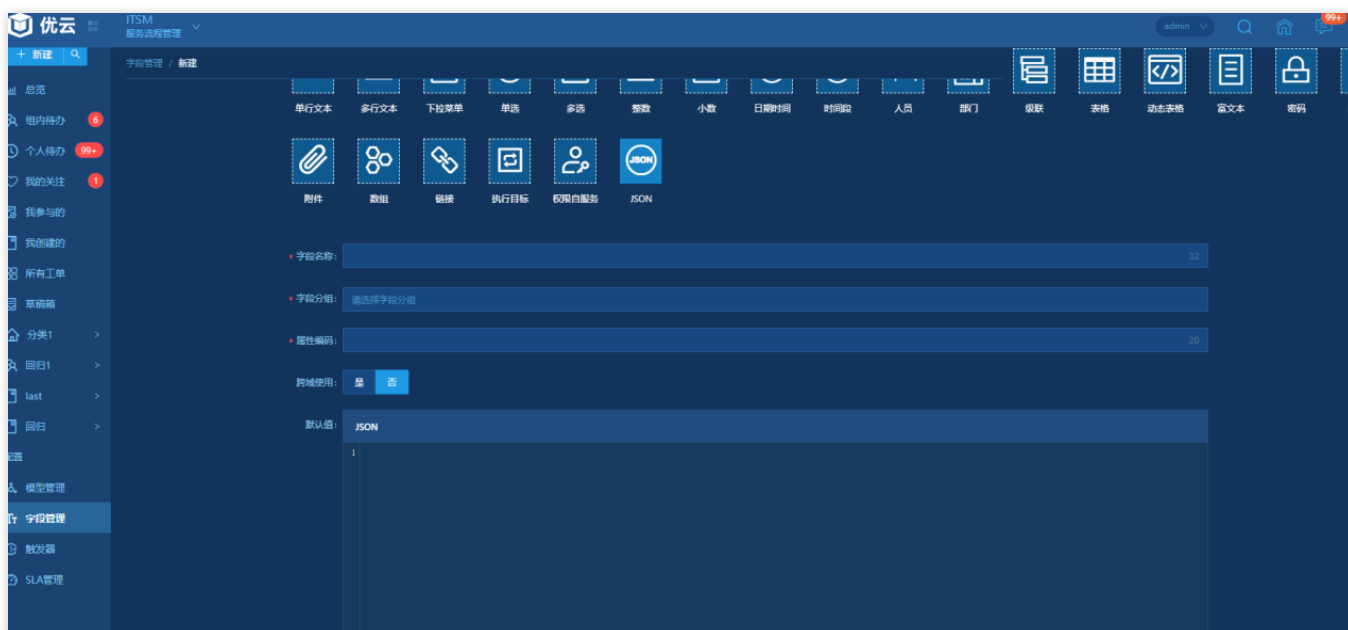 优云
ITSM
服务流程管理
admin
99+
+ 新建
字段管理 / 新建
总览
组内待办 6
个人待办 99+
我的关注 1
我参与的
我创建的
所有工单
草稿箱
分类1 >
回归1 >
last >
回归 >
配置
模型管理
字段管理
触发器
SLA管理
单行文本 多行文本 下拉菜单 单选 多选 整数 小数 日期时间 时间段 人员 部门 级联 表格 动态表格 富文本 密码
JSON
附件 数组 链接 执行目标 权限自服务 JSON
* 字段名称: 32
* 字段分组: 请选择字段分组
* 属性编码: 20
跨域使用: 是 否
默认值: JSON
1